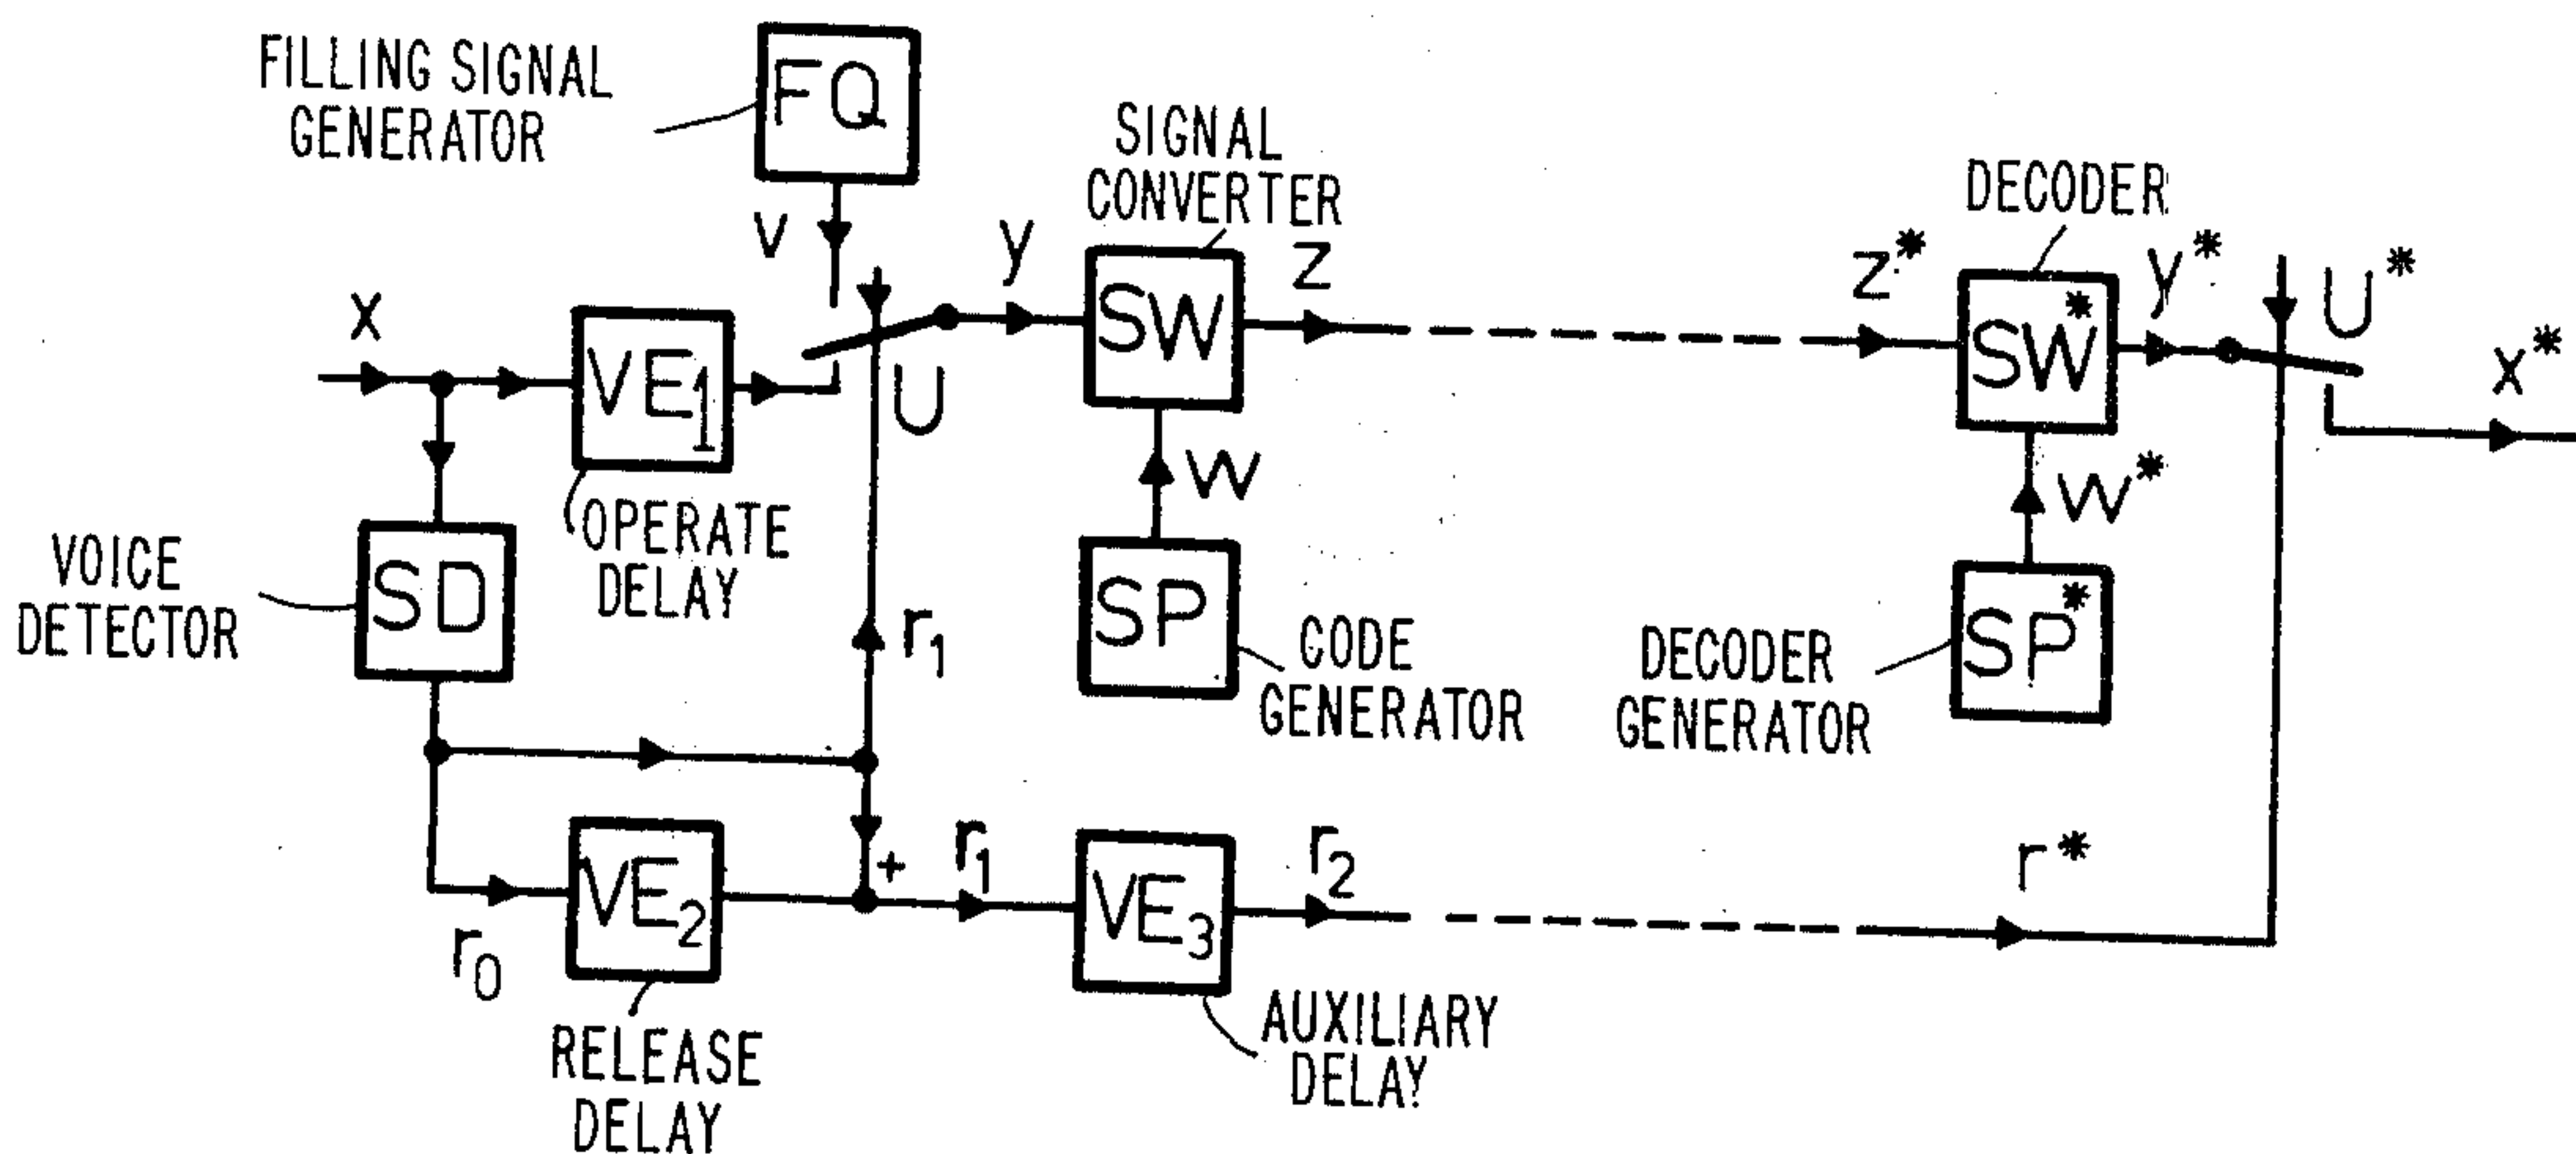 FILLING SIGNAL
GENERATOR
FQ
v
SIGNAL
CONVERTER
DECODER
x
VE1
U
y
SW
z
z*
SW*
y*
U*
x*
OPERATE
DELAY
w
w*
VOICE
DETECTOR
SD
r1
SP
CODE
GENERATOR
DECODER
GENERATOR
SP*
r0
VE2
+
r1
VE3
r2
r*
RELEASE
DELAY
AUXILIARY
DELAY